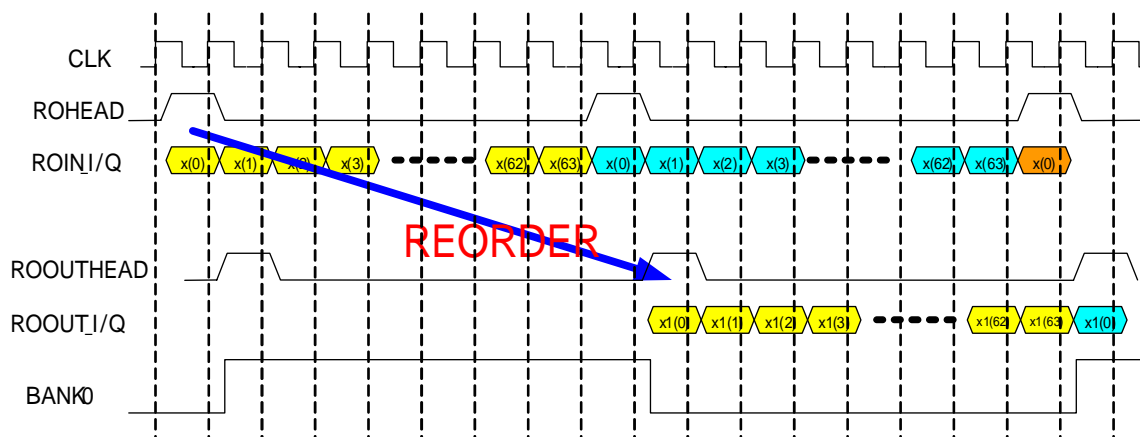 CLK
ROHEAD
ROIN_I/Q x(0) x(1) x(2) x(3) x(62) x(63) x(0) x(1) x(2) x(3) x(62) x(63) x(0)
REORDER
ROOUTHEAD
ROOUT_I/Q x1(0) x1(1) x1(2) x1(3) x1(62) x1(63) x1(0)
BANK0